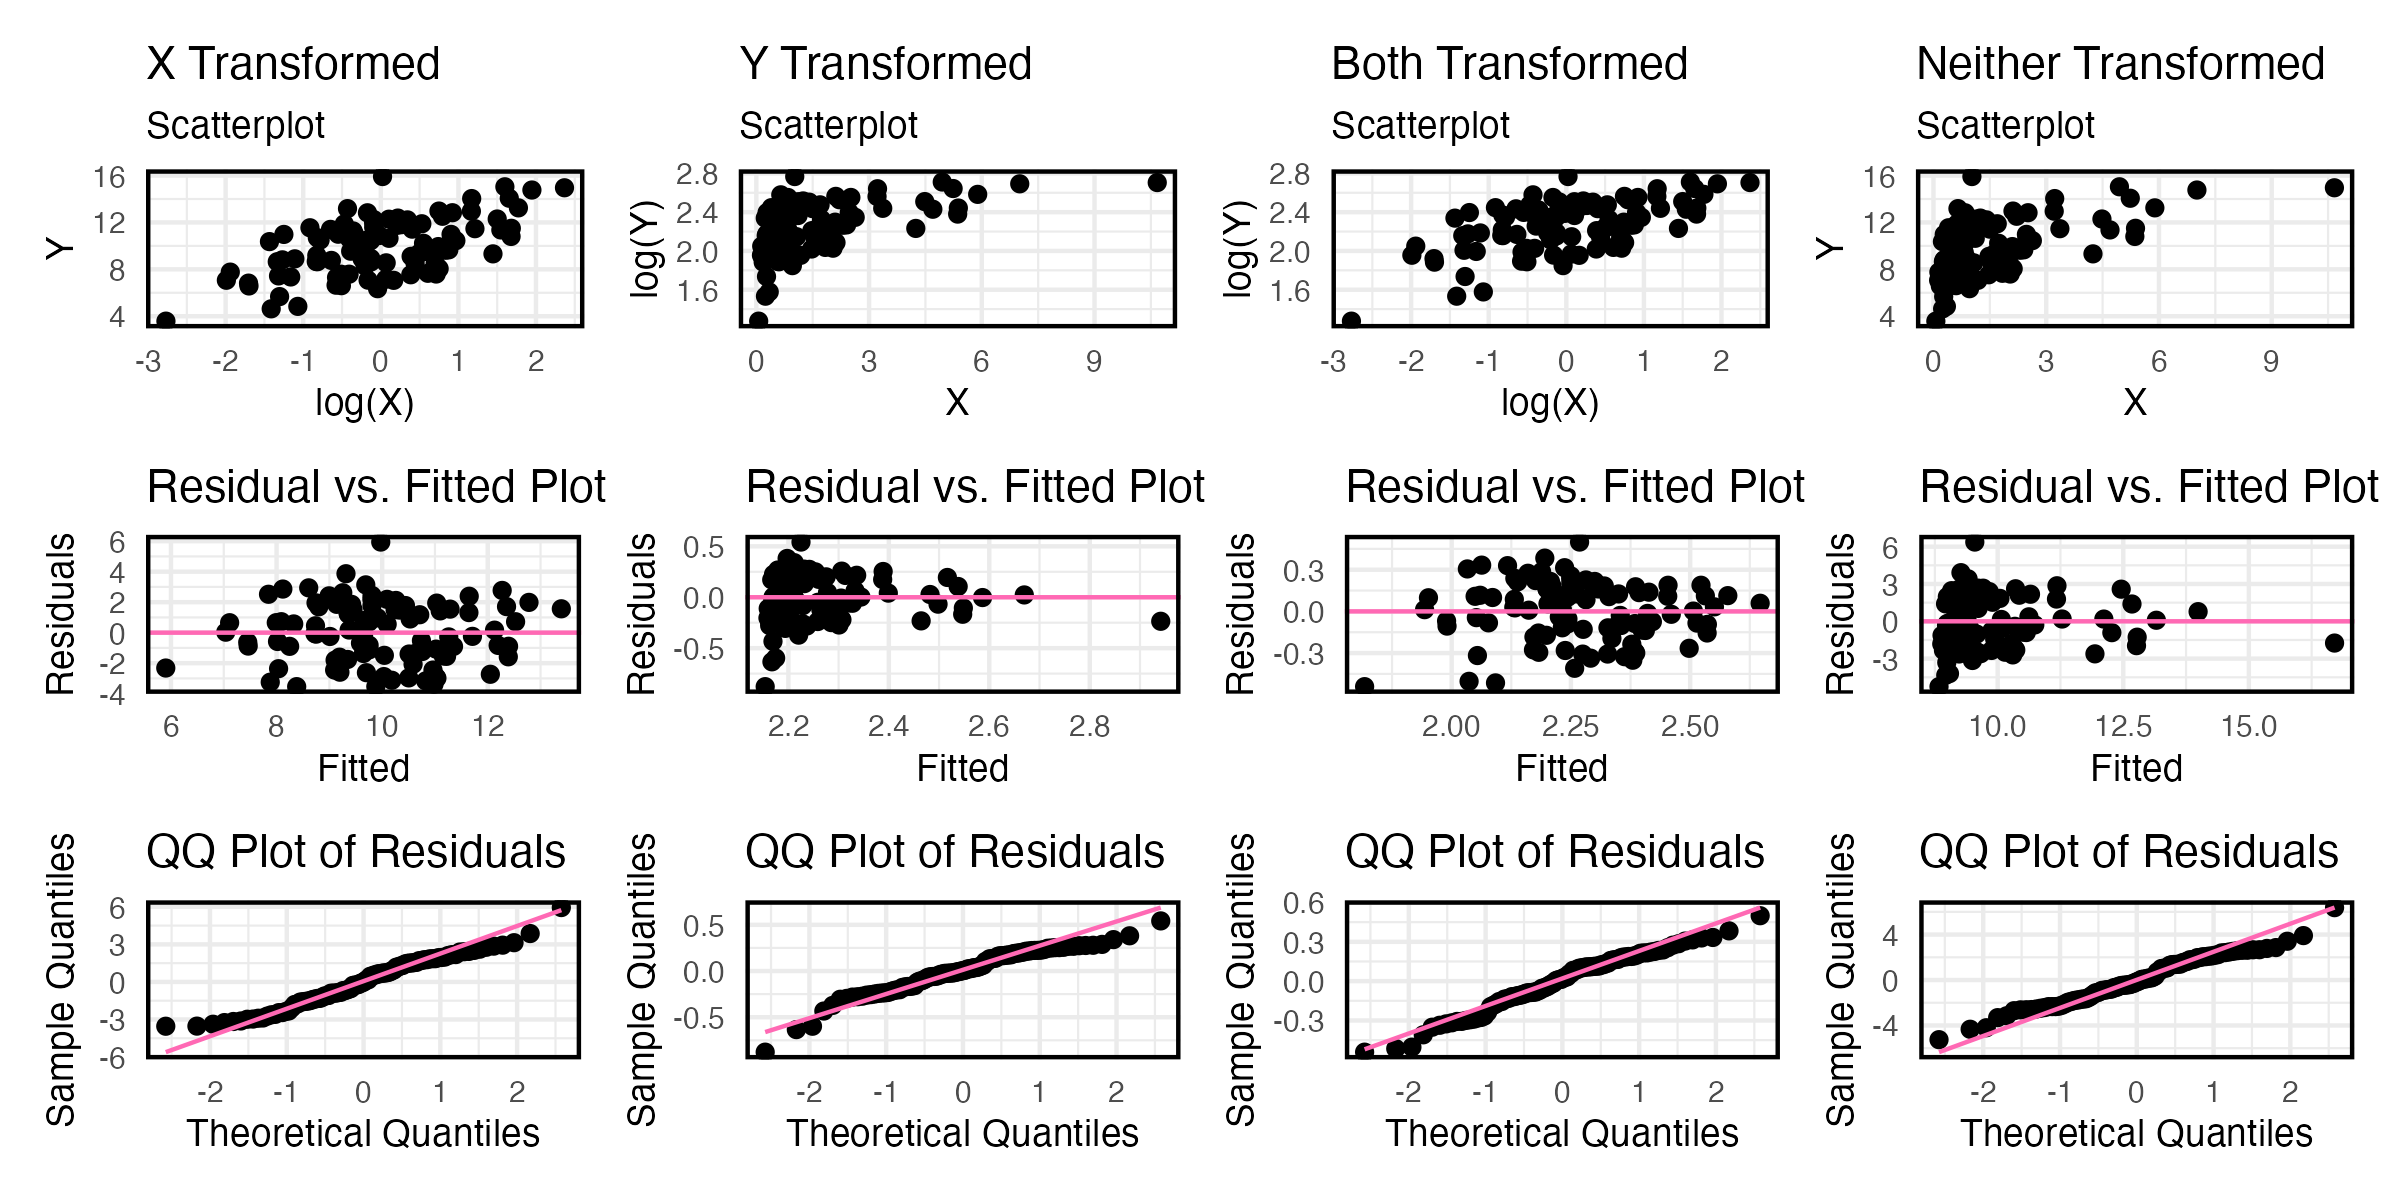 X Transformed
Y Transformed
Both Transformed
Neither Transformed
Scatterplot
Scatterplot
Scatterplot
Scatterplot
Y
16
12
8
4
-3 -2 -1 0 1 2
log(X)
log(Y)
2.8
2.4
2.0
1.6
0 3 6 9
X
log(Y)
2.8
2.4
2.0
1.6
-3 -2 -1 0 1 2
log(X)
Y
16
12
8
4
0 3 6 9
X
Residual vs. Fitted Plot
Residual vs. Fitted Plot
Residual vs. Fitted Plot
Residual vs. Fitted Plot
Residuals
6
4
2
0
-2
-4
6 8 10 12
Fitted
Residuals
0.5
0.0
-0.5
2.2 2.4 2.6 2.8
Fitted
Residuals
0.3
0.0
-0.3
2.00 2.25 2.50
Fitted
Residuals
6
3
0
-3
10.0 12.5 15.0
Fitted
QQ Plot of Residuals
QQ Plot of Residuals
QQ Plot of Residuals
QQ Plot of Residuals
Sample Quantiles
6
3
0
-3
-6
-2 -1 0 1 2
Theoretical Quantiles
Sample Quantiles
0.5
0.0
-0.5
-2 -1 0 1 2
Theoretical Quantiles
Sample Quantiles
0.6
0.3
0.0
-0.3
-2 -1 0 1 2
Theoretical Quantiles
Sample Quantiles
4
0
-4
-2 -1 0 1 2
Theoretical Quantiles